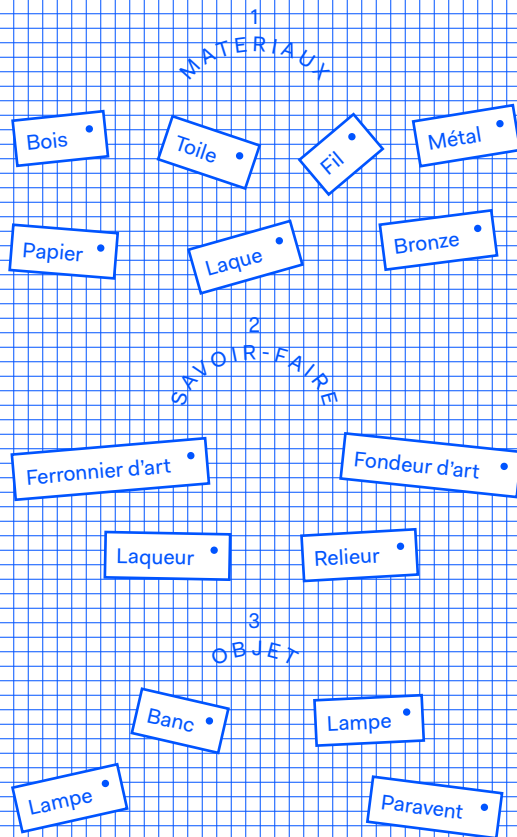 1
MATERIAUX
Bois
Toile
Fil
Métal
Papier
Laque
Bronze
2
SAVOIR-FAIRE
Ferronnier d'art
Fondeur d'art
Laqueur
Relieur
3
OBJET
Banc
Lampe
Lampe
Paravent